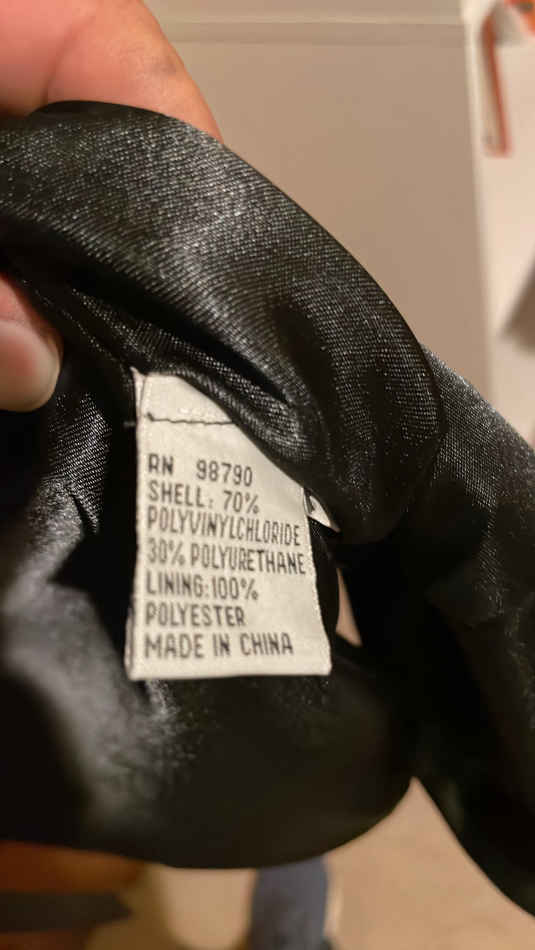 RN 98790
SHELL: 70%
POLYVINYLCHLORIDE
30% POLYURETHANE
LINING:100%
POLYESTER
MADE IN CHINA